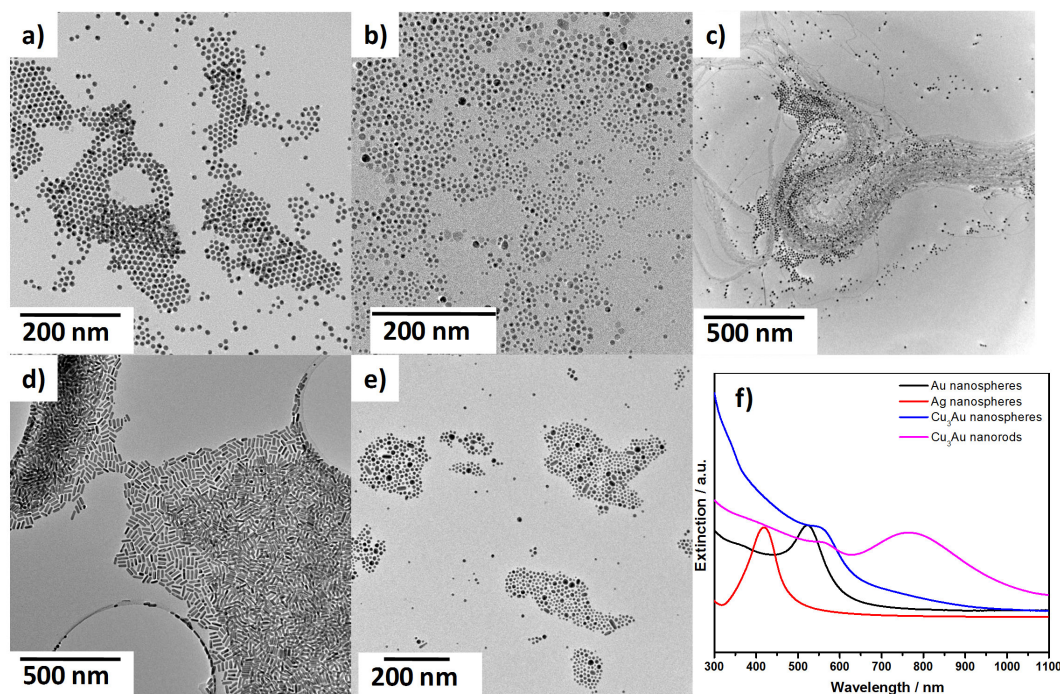 a)
200 nm
b)
200 nm
c)
500 nm
d)
500 nm
e)
200 nm
f)
Au nanospheres
Ag nanospheres
Cu₃Au nanospheres
Cu₃Au nanorods
Extinction / a.u.
300 400 500 600 700 800 900 1000 1100
Wavelength / nm